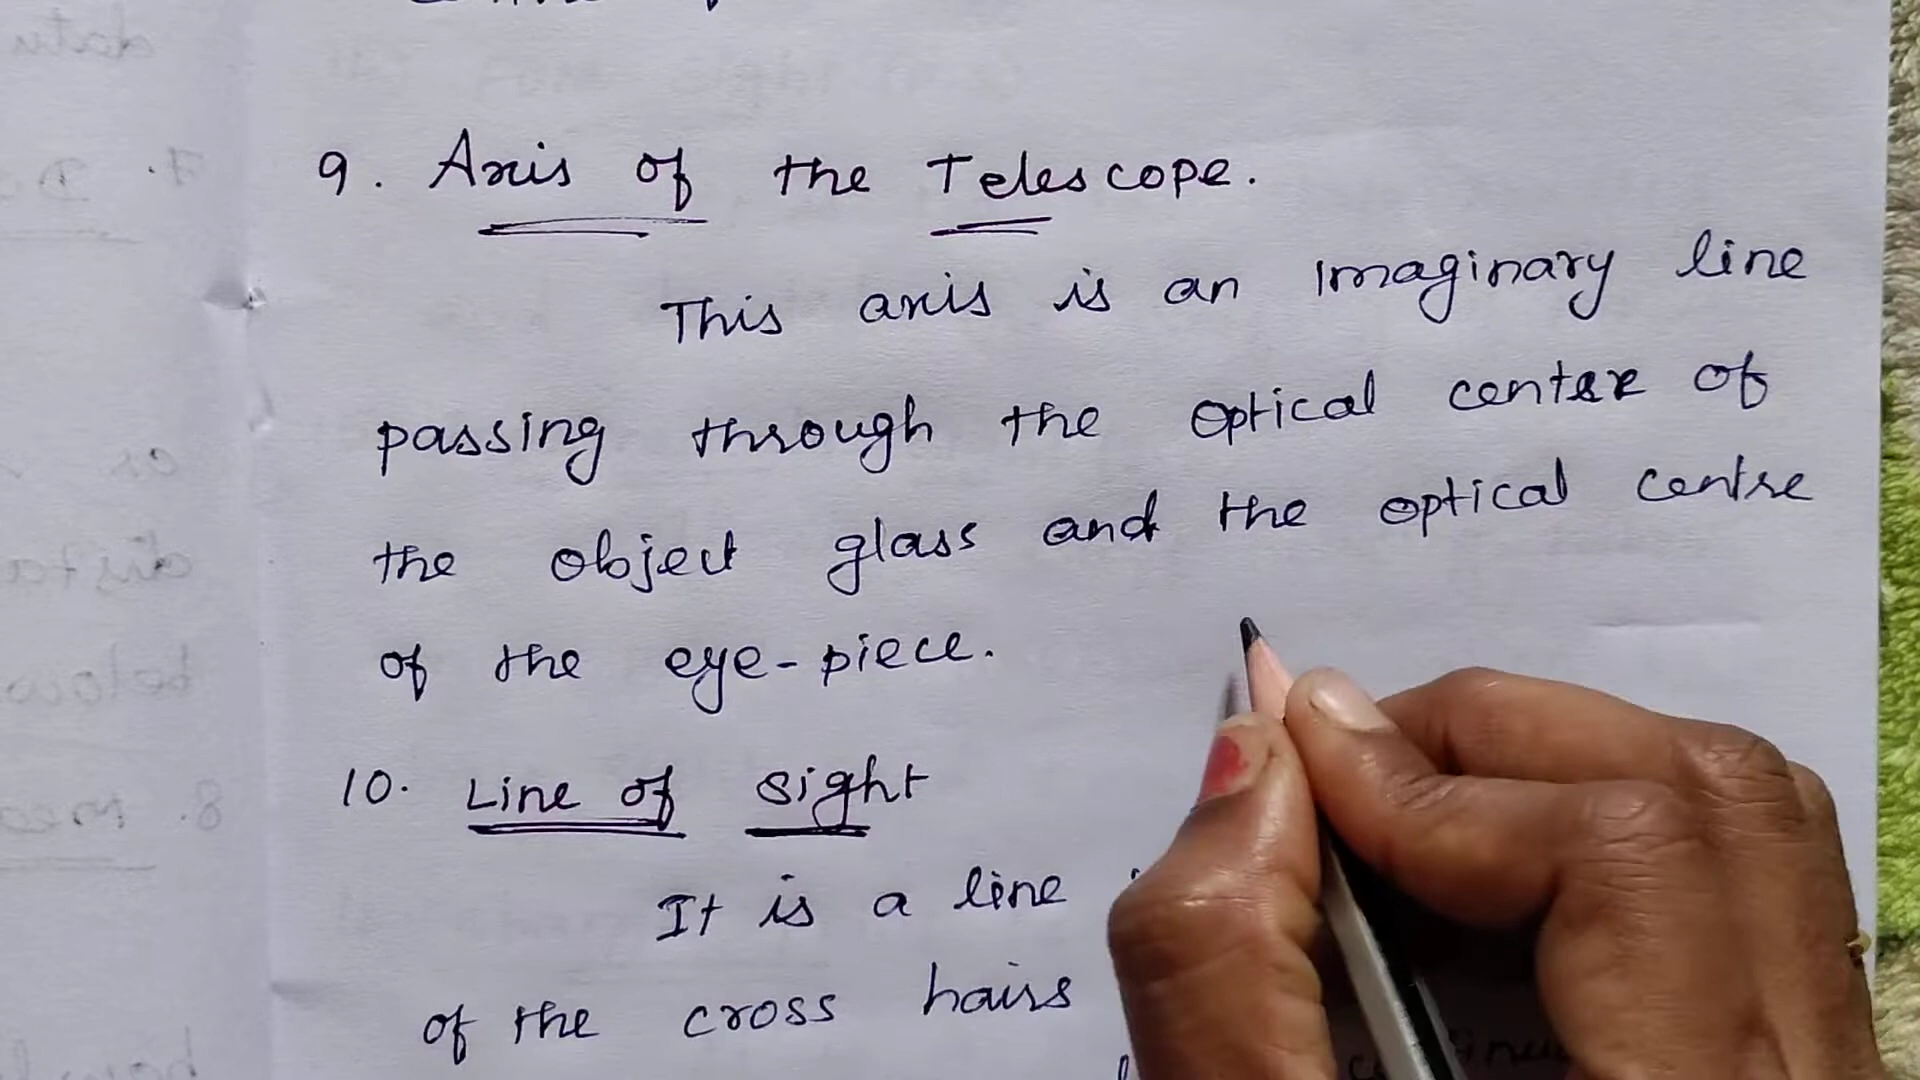 9. Axis of the Telescope.
This axis is an Imaginary line
passing through the optical center of
the object glass and the optical centre
of the eye-piece.
10. Line of sight
It is a line
of the cross hairs